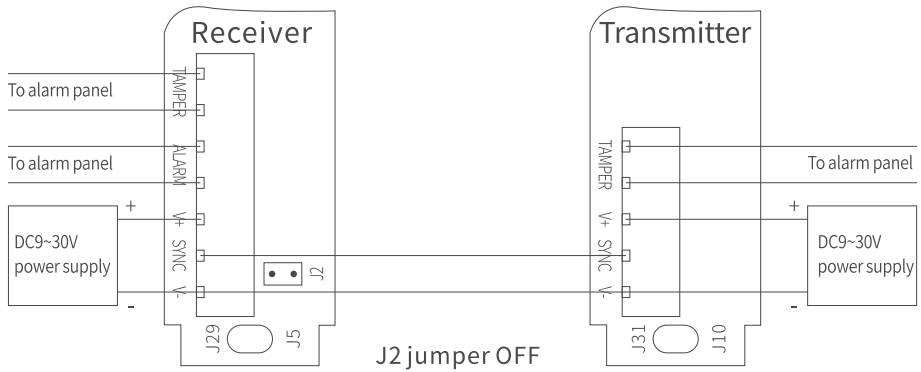 Receiver
Transmitter
TAMPER
To alarm panel
ALARM
To alarm panel
TAMPER
To alarm panel
+
V+
DC9~30V
power supply
SYNC
J2
V-
-
V+
+
SYNC
DC9~30V
power supply
V-
-
J29
J5
J31
J10
J2 jumper OFF